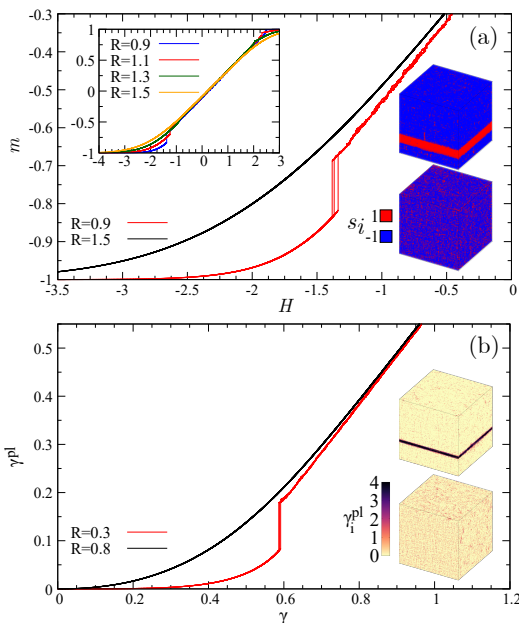 (a)
m
-0.3
-0.4
-0.5
-0.6
-0.7
-0.8
-0.9
-1
-3.5 -3 -2.5 -2 -1.5 -1 -0.5 0
H
R=0.9
R=1.5
1
0.5
0
-0.5
-1
-4 -3 -2 -1 0 1 2 3
R=0.9
R=1.1
R=1.3
R=1.5
s_i 1
-1
(b)
γ^pl
0.5
0.4
0.3
0.2
0.1
0
0 0.2 0.4 0.6 0.8 1 1.2
γ
R=0.3
R=0.8
γ_i^pl
4
3
2
1
0